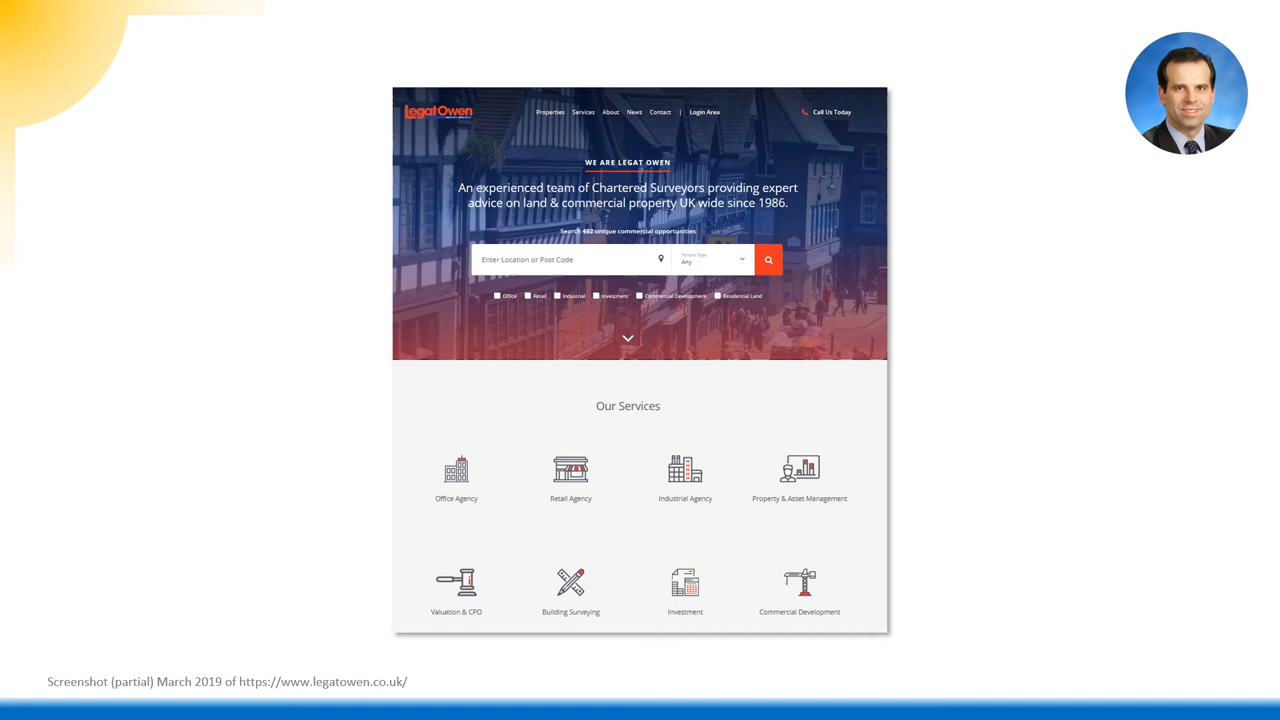 LegatOwen
Properties Services About News Contact | Login Area
Call Us Today
WE ARE LEGAT OWEN
An experienced team of Chartered Surveyors providing expert
advice on land & commercial property UK wide since 1986.
Search 492 unique commercial opportunities
Enter Location or Post Code
Tenure Type
Any
Office Retail Industrial Investment Commercial Development Residential Land
Our Services
Office Agency
Retail Agency
Industrial Agency
Property & Asset Management
Valuation & CPO
Building Surveying
Investment
Commercial Development
Screenshot (partial) March 2019 of https://www.legatowen.co.uk/